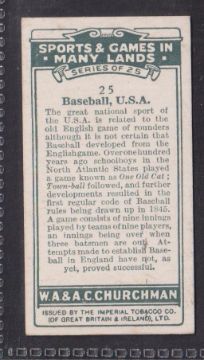 SPORTS & GAMES IN
MANY LANDS
SERIES OF 25
25
Baseball, U.S.A.
The great national sport of
the U.S.A. is related to the
old English game of rounders
although it is not certain that
Baseball developed from the
English game. Over one hundred
years ago schoolboys in the
North Atlantic States played
a game known as One Old Cat;
Town-ball followed, and further
developments resulted in the
first regular code of Baseball
rules being drawn up in 1845.
A game consists of nine innings
played by teams of nine players,
an innings being over when
three batsmen are out. At-
tempts made to establish Base-
ball in England have not, as
yet, proved successful.
W.A. & A.C. CHURCHMAN
ISSUED BY THE IMPERIAL TOBACCO CO.
(OF GREAT BRITAIN & IRELAND), LTD.